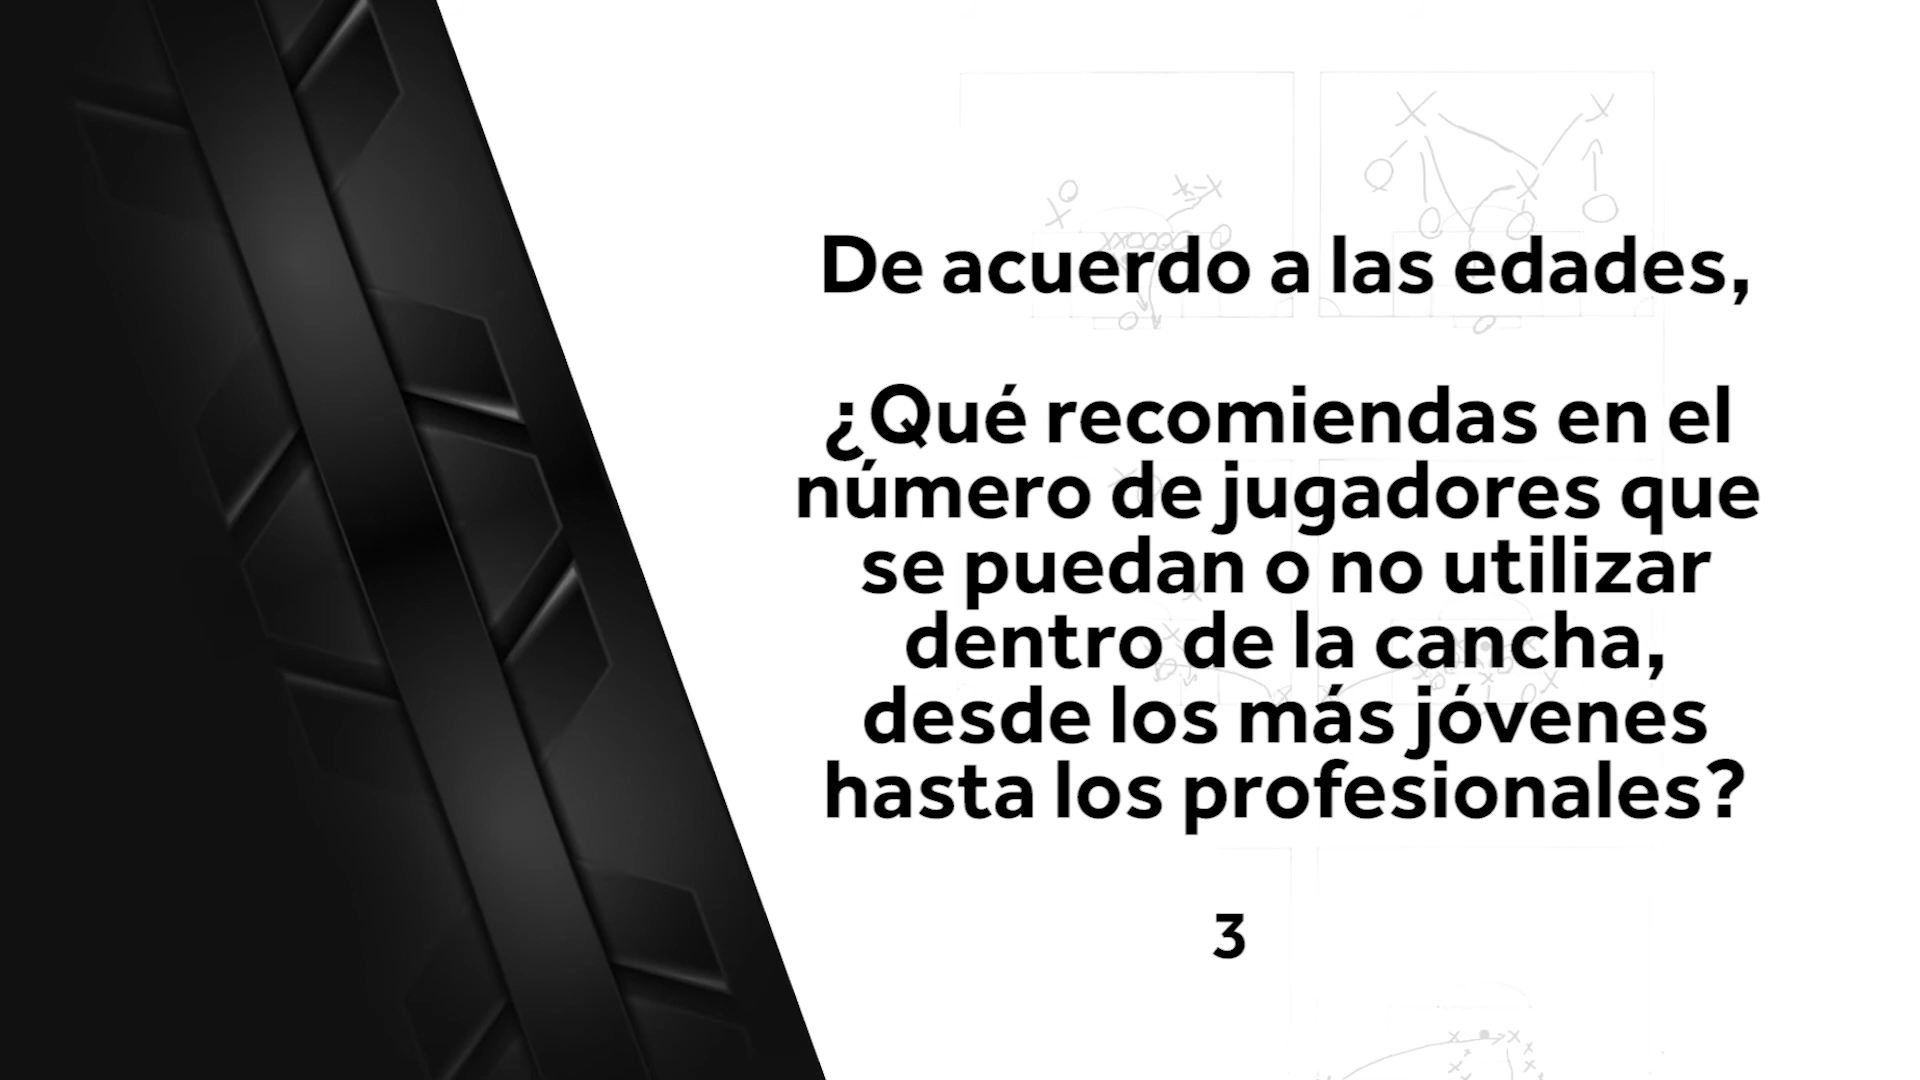 De acuerdo a las edades,
¿Qué recomiendas en el
número de jugadores que
se puedan o no utilizar
dentro de la cancha,
desde los más jóvenes
hasta los profesionales?
3